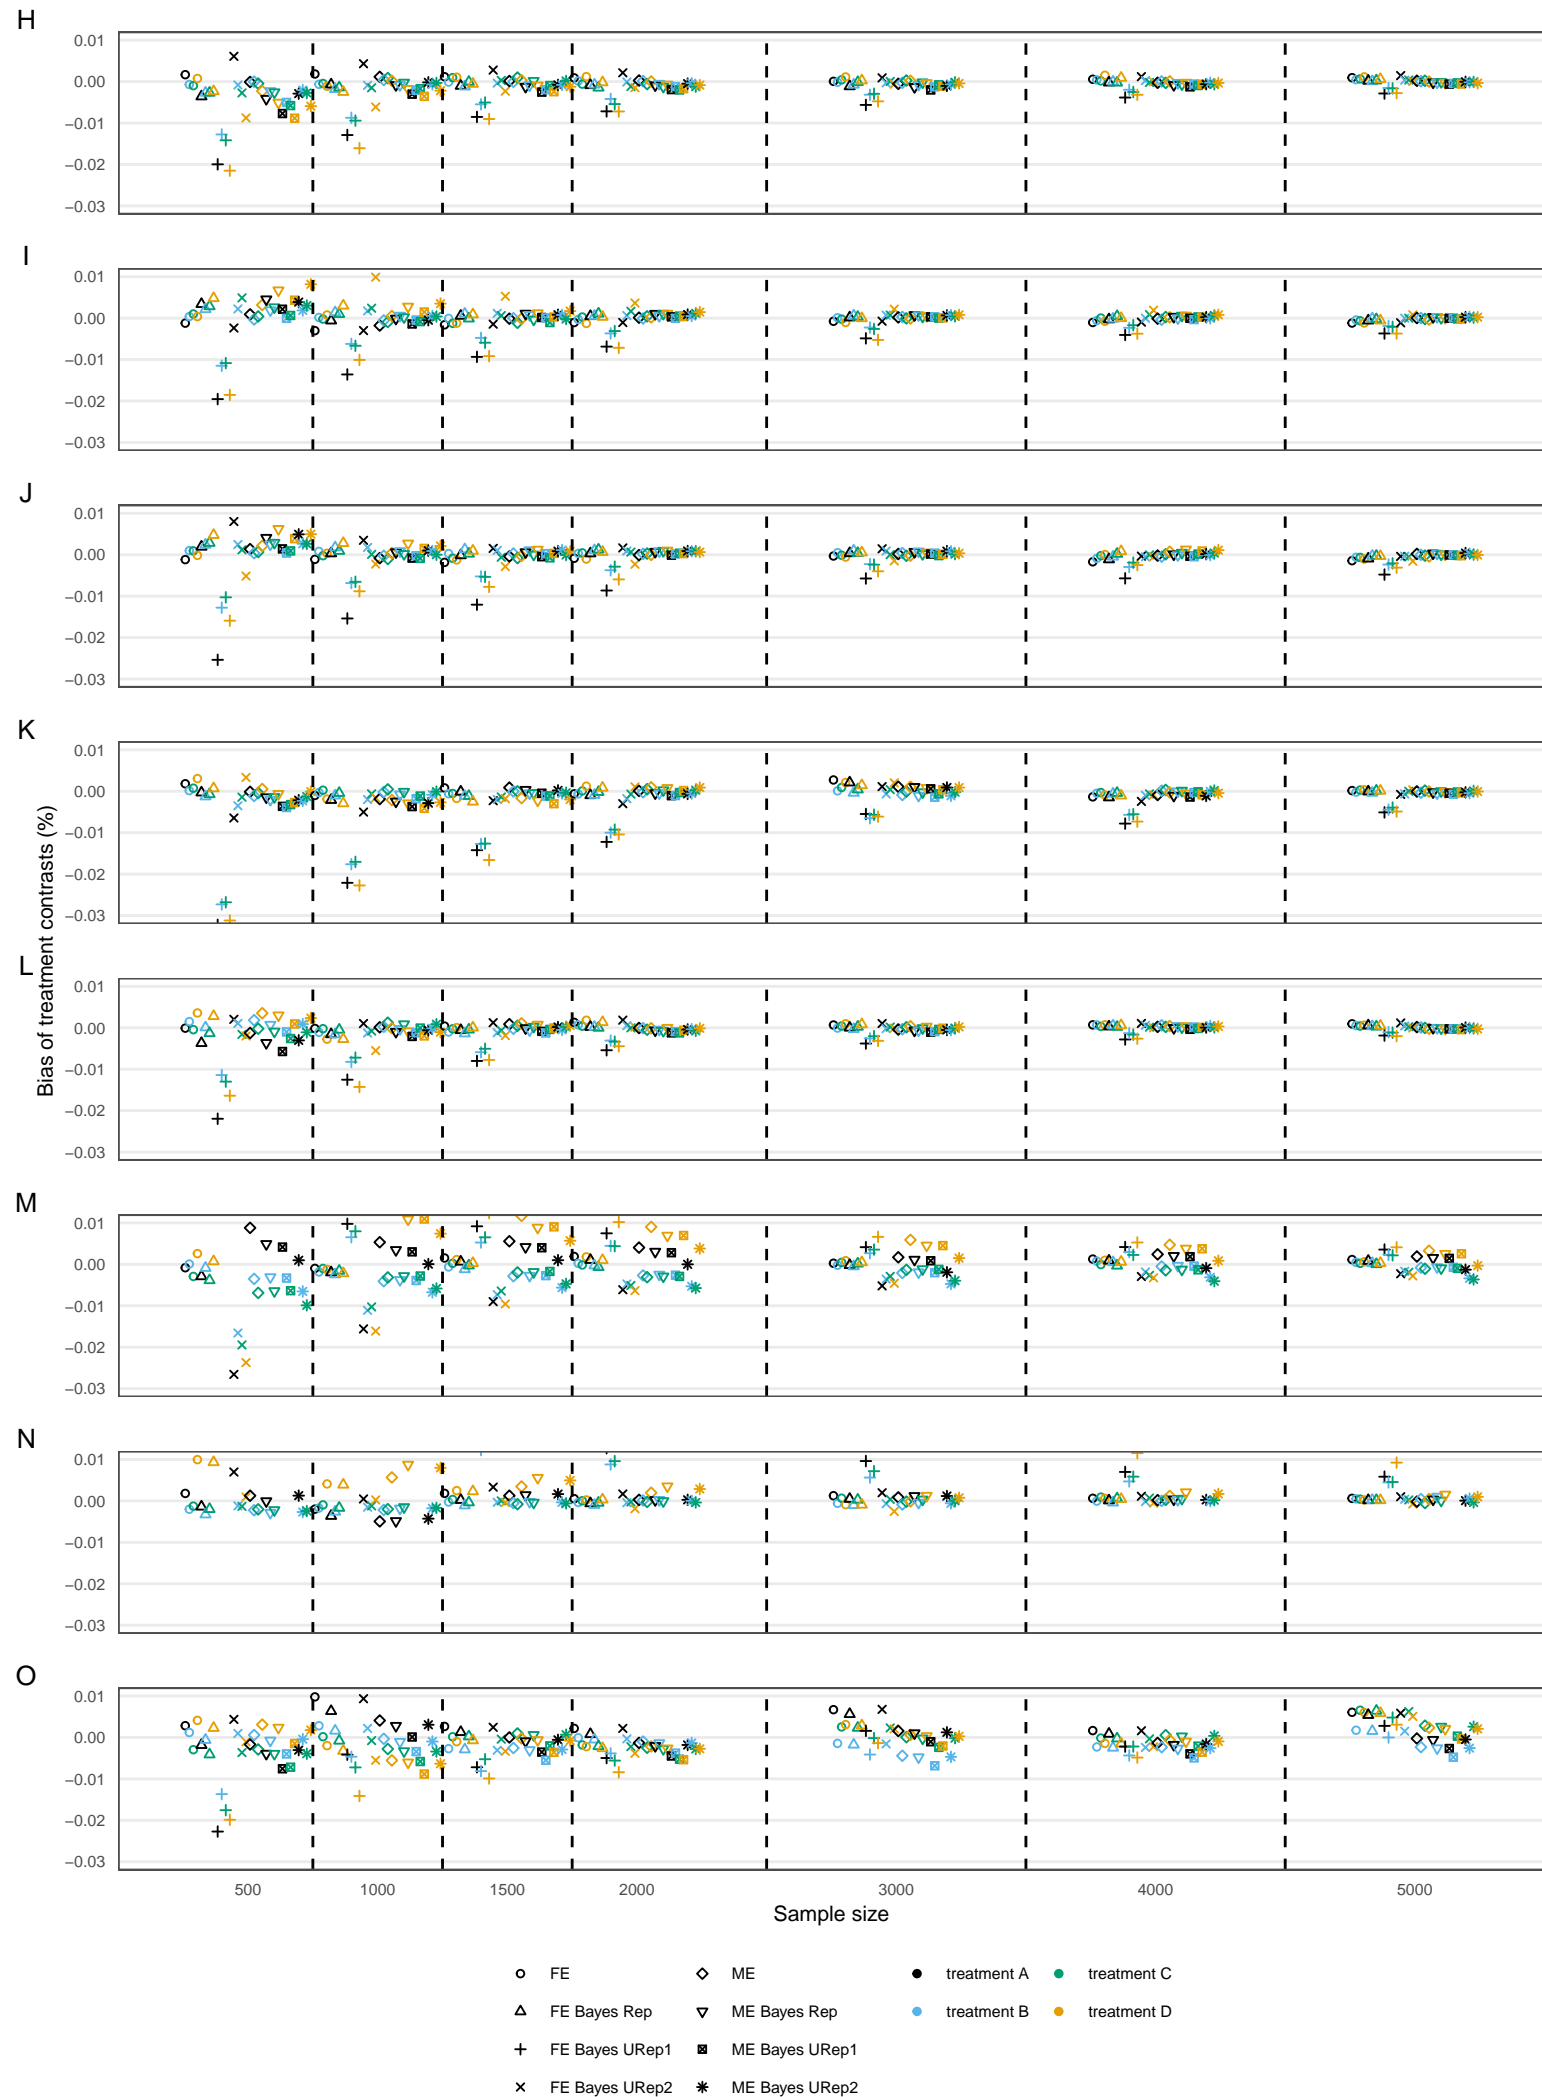 H
0.01
0.00
−0.01
−0.02
−0.03
I
0.01
0.00
−0.01
−0.02
−0.03
J
0.01
0.00
−0.01
−0.02
−0.03
K
0.01
0.00
−0.01
−0.02
−0.03
L
0.01
0.00
−0.01
−0.02
−0.03
M
0.01
0.00
−0.01
−0.02
−0.03
N
0.01
0.00
−0.01
−0.02
−0.03
O
0.01
0.00
−0.01
−0.02
−0.03
Bias of treatment contrasts (%)
500 1000 1500 2000 3000 4000 5000
Sample size
FE ME treatment A treatment C
FE Bayes Rep ME Bayes Rep treatment B treatment D
FE Bayes URep1 ME Bayes URep1
FE Bayes URep2 ME Bayes URep2